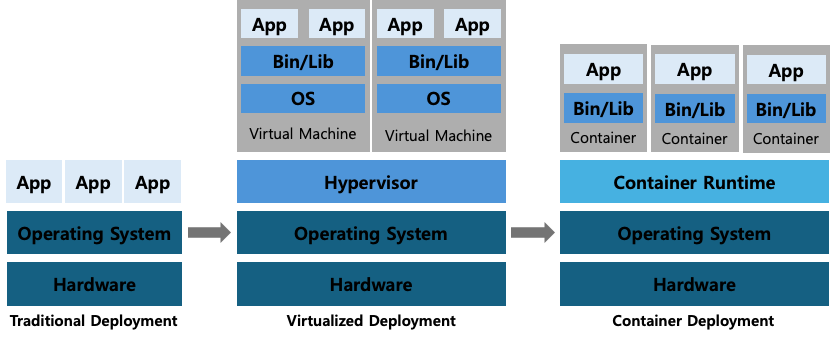 App App App
Operating System
Hardware
Traditional Deployment
App App App App
Bin/Lib Bin/Lib
OS OS
Virtual Machine Virtual Machine
Hypervisor
Operating System
Hardware
Virtualized Deployment
App App App
Bin/Lib Bin/Lib Bin/Lib
Container Container Container
Container Runtime
Operating System
Hardware
Container Deployment